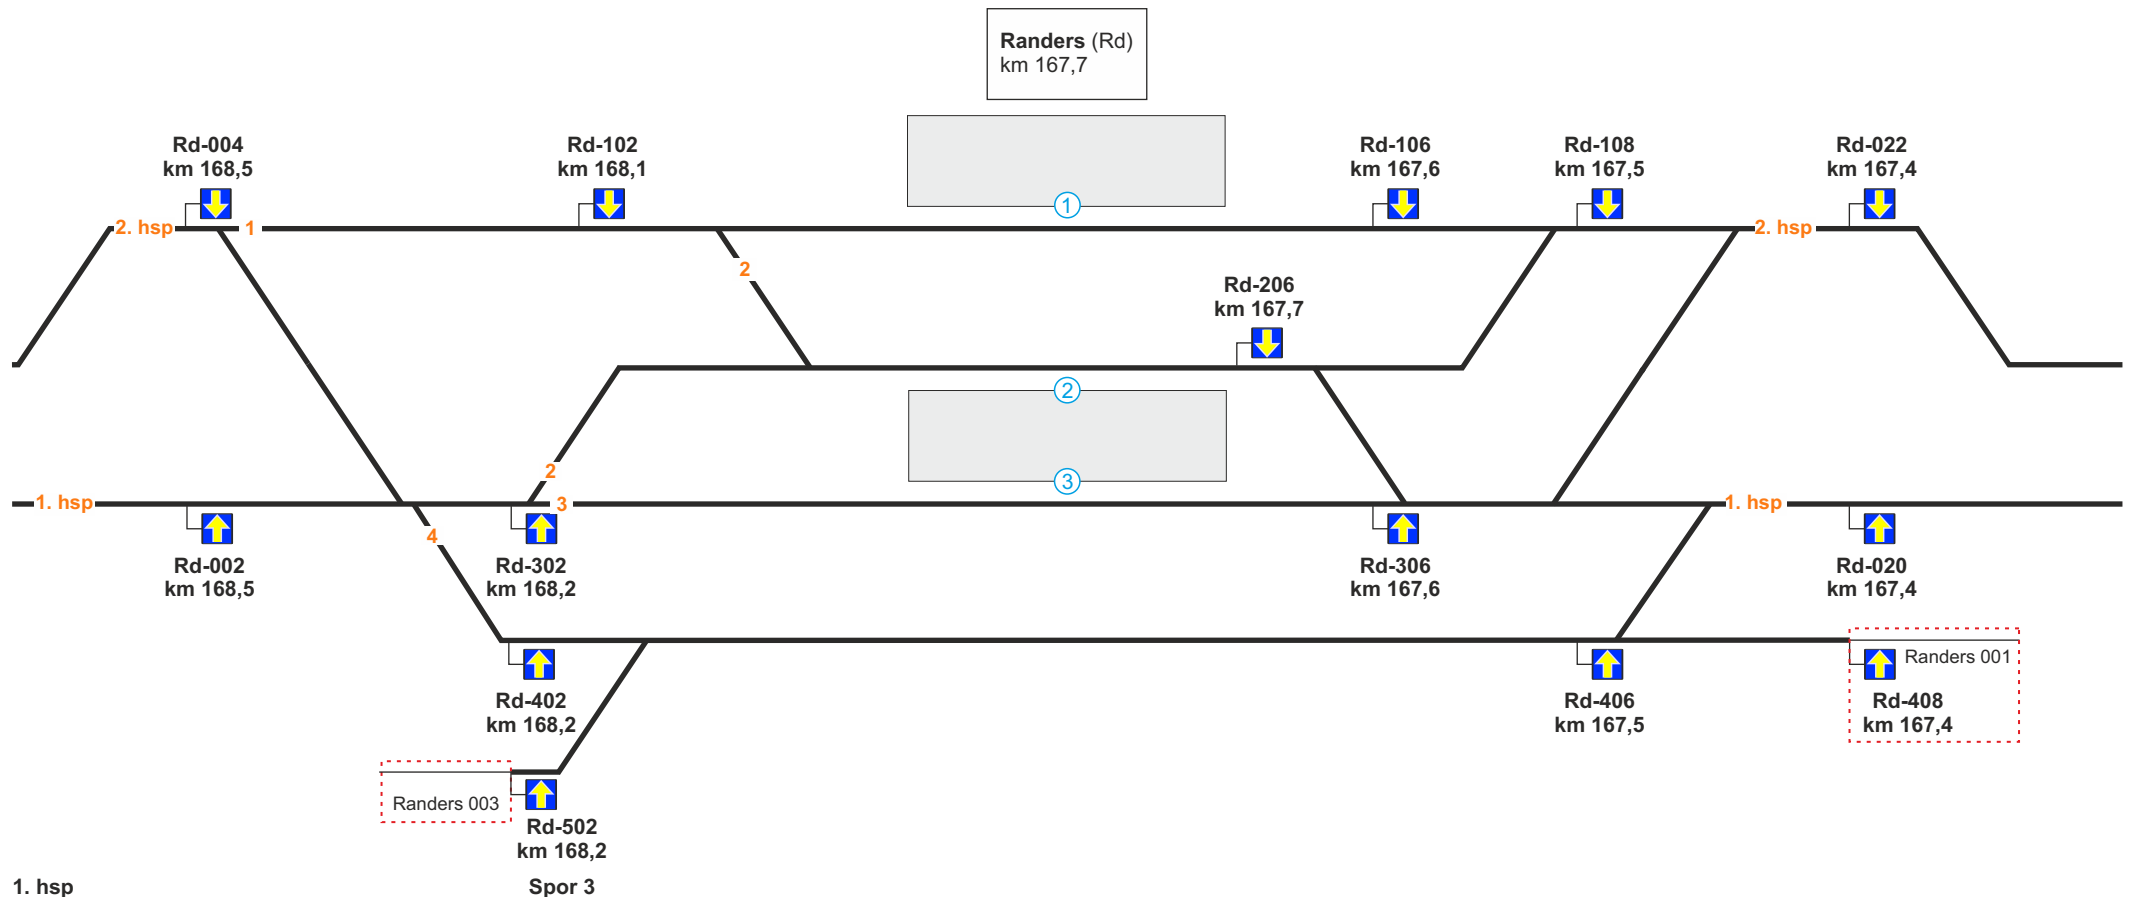 Randers (Rd)
km 167,7
Rd-004
km 168,5
Rd-102
km 168,1
Rd-106
km 167,6
Rd-108
km 167,5
Rd-022
km 167,4
1
2. hsp
1
2. hsp
2
Rd-206
km 167,7
2
2
3
1. hsp
3
1. hsp
4
Rd-002
km 168,5
Rd-302
km 168,2
Rd-306
km 167,6
Rd-020
km 167,4
Randers 001
Rd-402
km 168,2
Rd-406
km 167,5
Rd-408
km 167,4
Randers 003
Rd-502
km 168,2
1. hsp
Spor 3